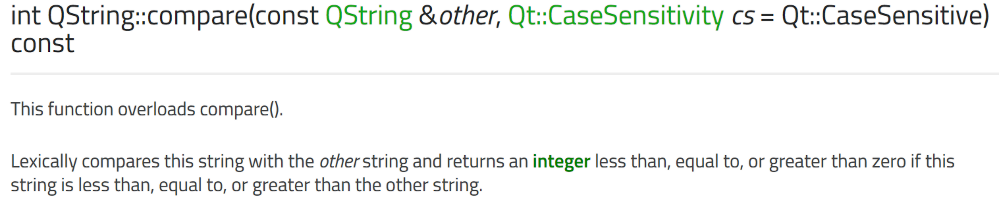 int QString::compare(const QString &other, Qt::CaseSensitivity cs = Qt::CaseSensitive)
const
This function overloads compare().
Lexically compares this string with the other string and returns an integer less than, equal to, or greater than zero if this
string is less than, equal to, or greater than the other string.